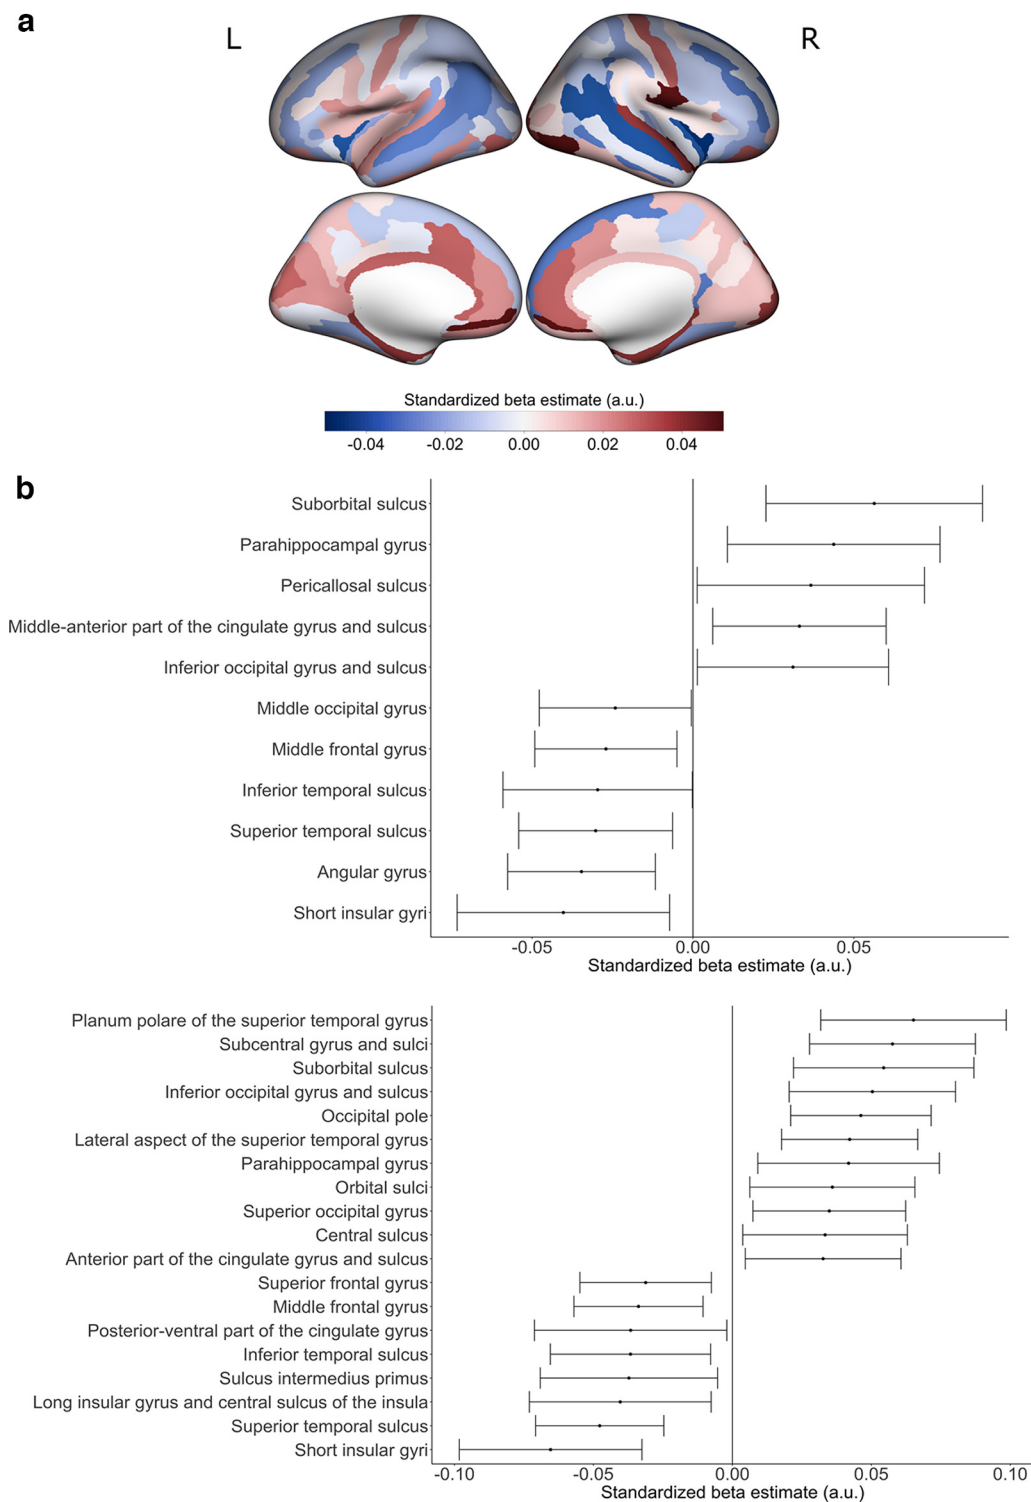 a
L
R
Standardized beta estimate (a.u.)
-0.04 -0.02 0.00 0.02 0.04
b
Suborbital sulcus
Parahippocampal gyrus
Pericallosal sulcus
Middle-anterior part of the cingulate gyrus and sulcus
Inferior occipital gyrus and sulcus
Middle occipital gyrus
Middle frontal gyrus
Inferior temporal sulcus
Superior temporal sulcus
Angular gyrus
Short insular gyri
-0.05 0.00 0.05
Standardized beta estimate (a.u.)
Planum polare of the superior temporal gyrus
Subcentral gyrus and sulci
Suborbital sulcus
Inferior occipital gyrus and sulcus
Occipital pole
Lateral aspect of the superior temporal gyrus
Parahippocampal gyrus
Orbital sulci
Superior occipital gyrus
Central sulcus
Anterior part of the cingulate gyrus and sulcus
Superior frontal gyrus
Middle frontal gyrus
Posterior-ventral part of the cingulate gyrus
Inferior temporal sulcus
Sulcus intermedius primus
Long insular gyrus and central sulcus of the insula
Superior temporal sulcus
Short insular gyri
-0.10 -0.05 0.00 0.05 0.10
Standardized beta estimate (a.u.)